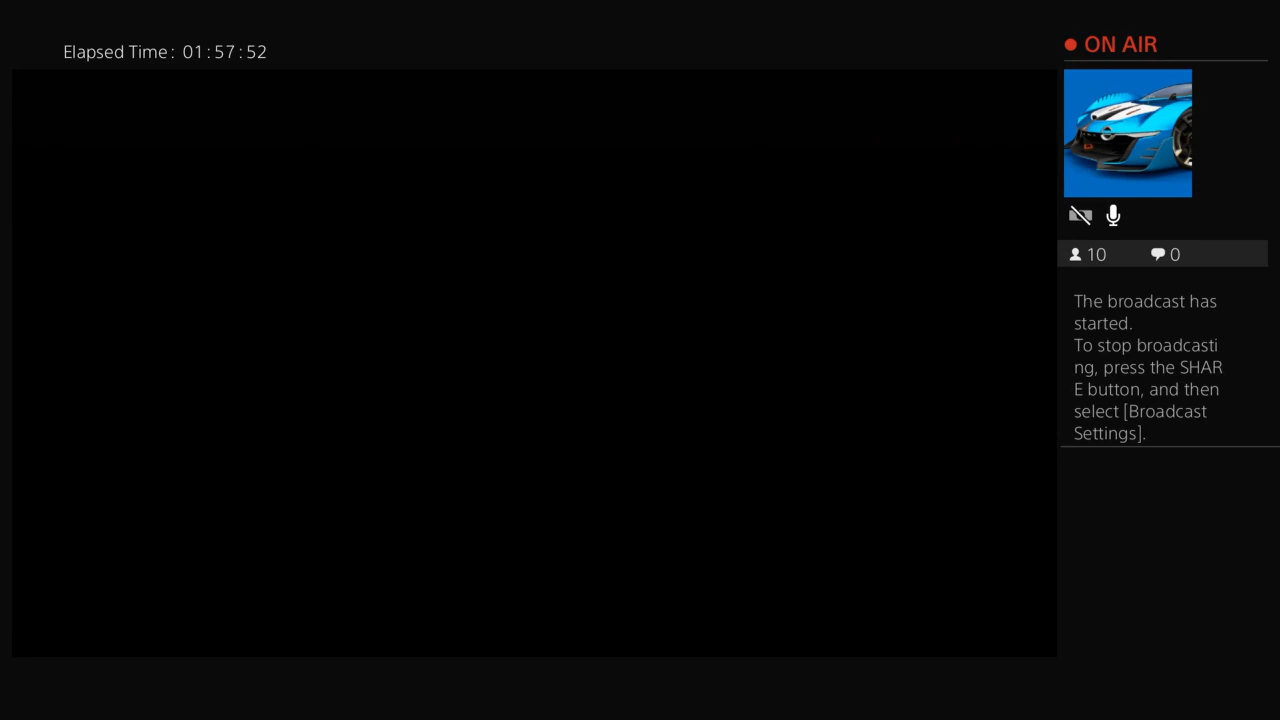 Elapsed Time: 01:57:52
ON AIR
10 0
The broadcast has
started.
To stop broadcasti
ng, press the SHAR
E button, and then
select [Broadcast
Settings].